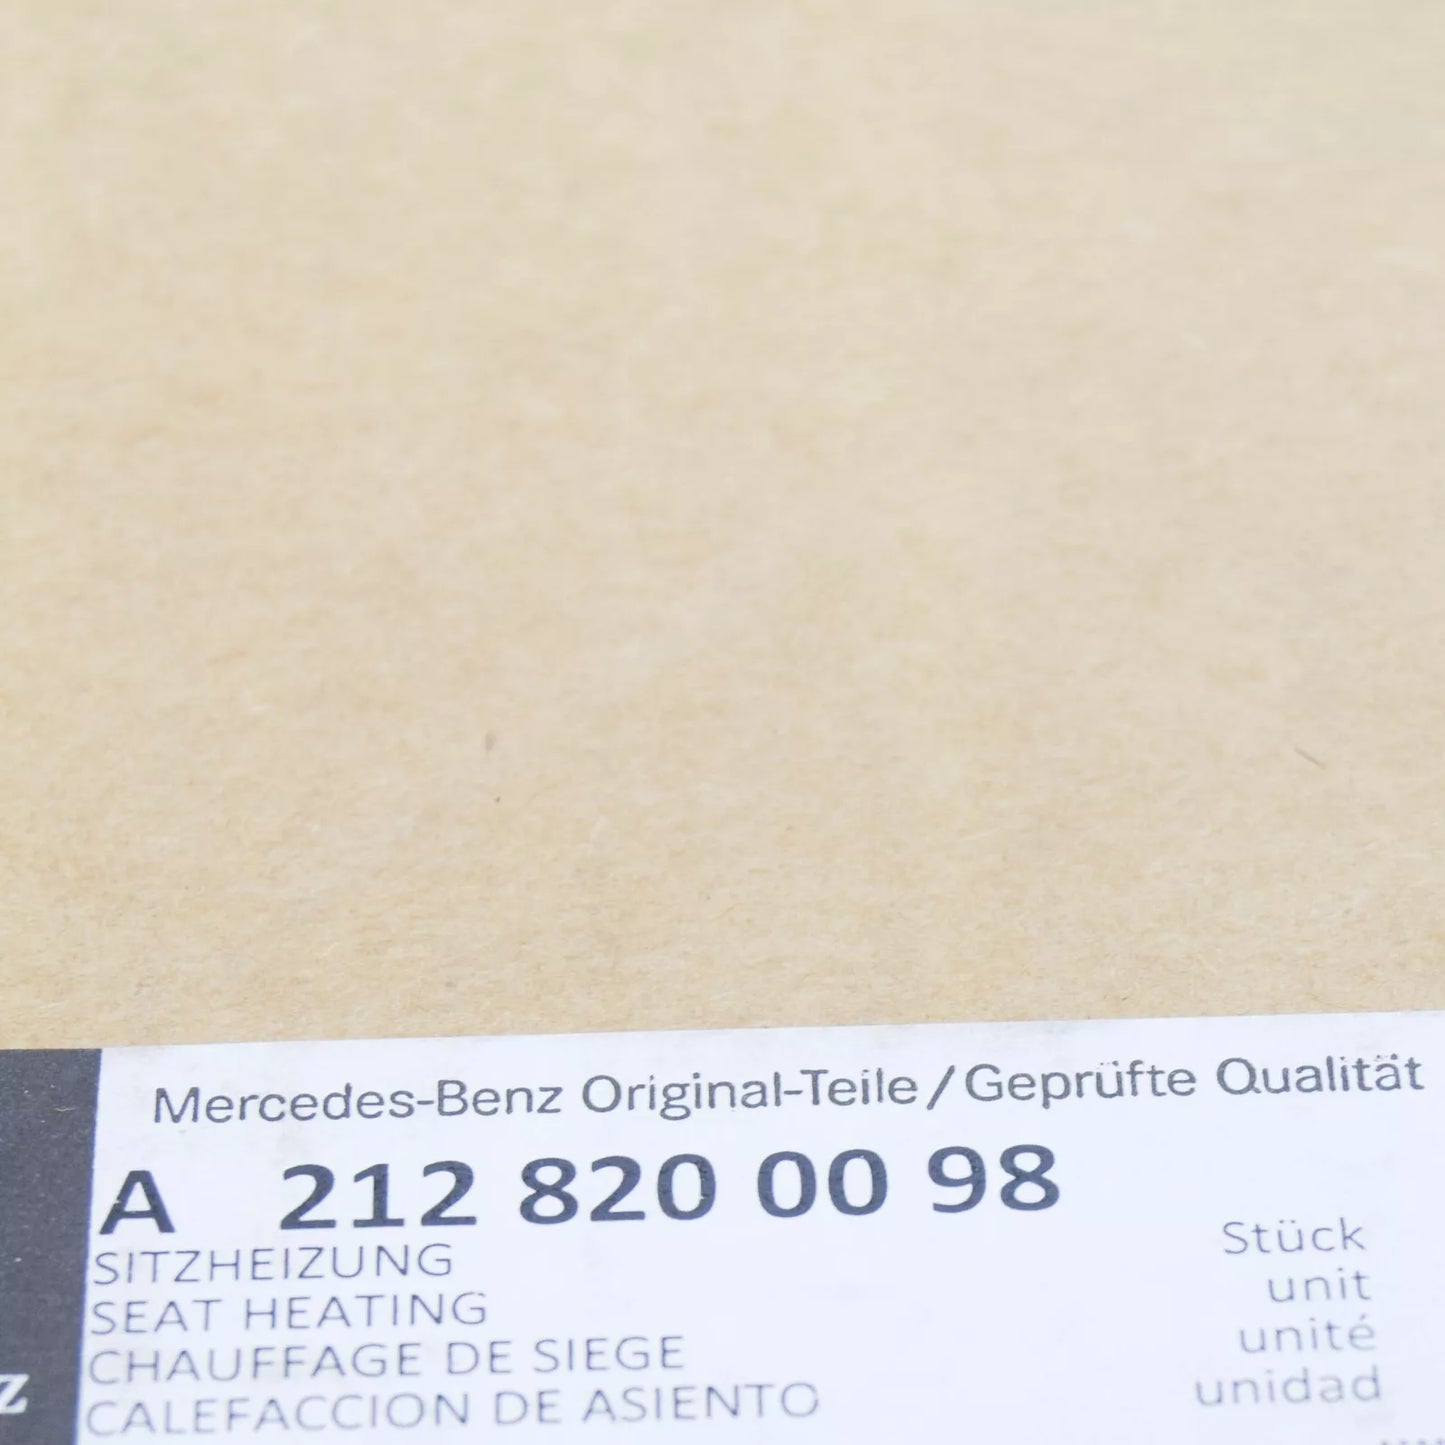 Mercedes-Benz Original-Teile/Geprüfte Qualität
A 212 820 00 98
SITZHEIZUNG
SEAT HEATING
CHAUFFAGE DE SIEGE
CALEFACCION DE ASIENTO
Stück
unit
unité
unidad
z